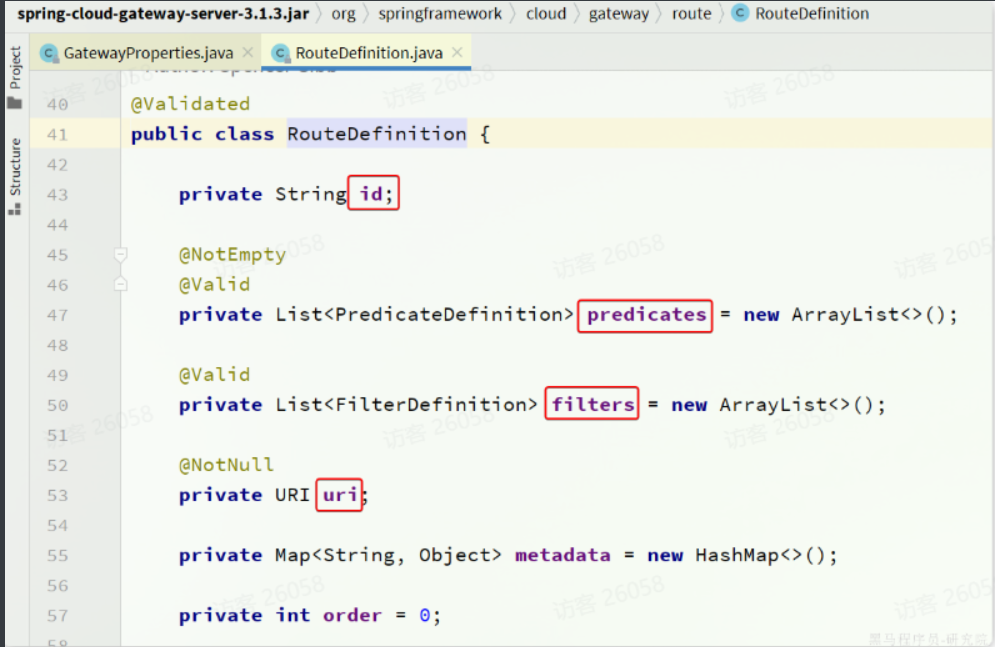 spring-cloud-gateway-server-3.1.3.jar 〉 org 〉 springframework 〉 cloud 〉 gateway 〉 route 〉 C RouteDefinition
Project
Structure
C GatewayProperties.java × C RouteDefinition.java ×
40 @Validated
41 public class RouteDefinition {
42
43 private String id;
44
45 @NotEmpty
46 @Valid
47 private List<PredicateDefinition> predicates = new ArrayList<>();
48
49 @Valid
50 private List<FilterDefinition> filters = new ArrayList<>();
51
52 @NotNull
53 private URI uri;
54
55 private Map<String, Object> metadata = new HashMap<>();
56
57 private int order = 0;
58
访客 26058
黑马程序员-研究院